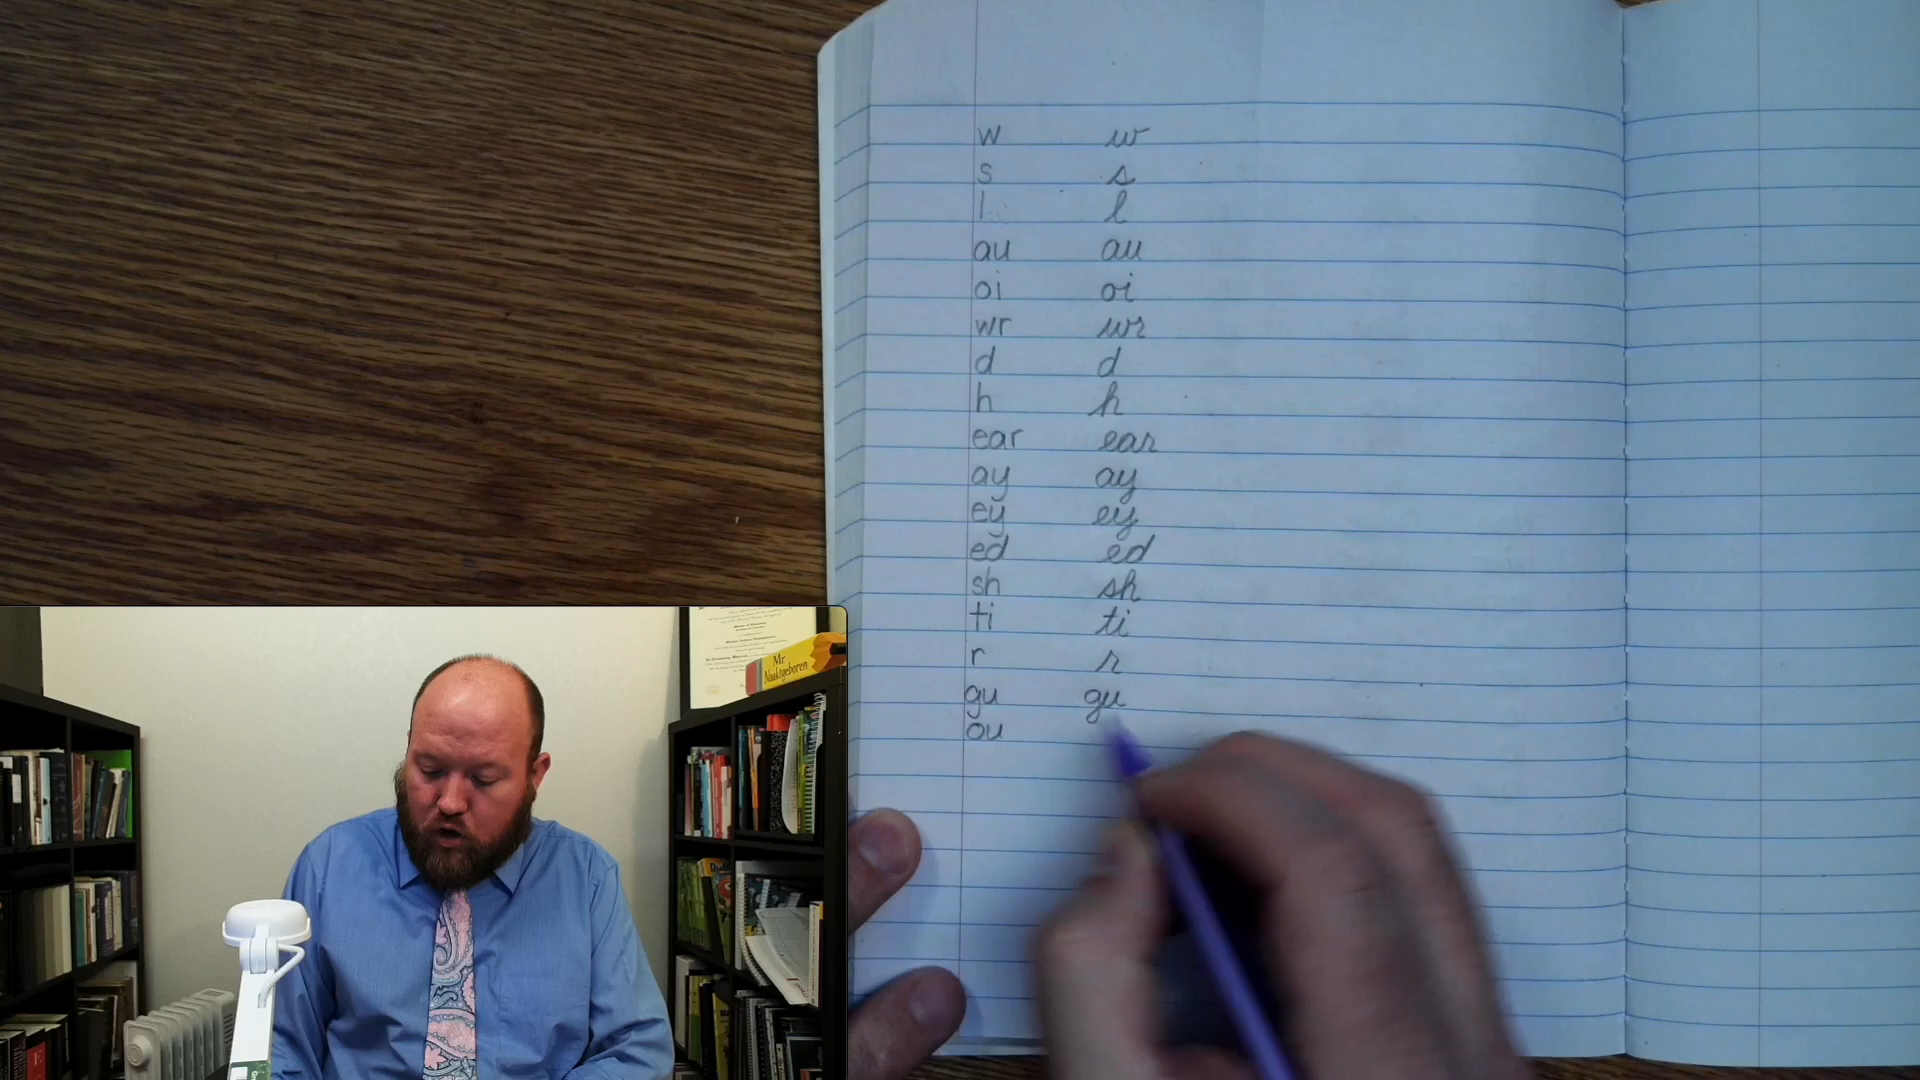 w w
s s
l l
au au
oi oi
wr wr
d d
h h
ear ear
ay ay
ey ey
ed ed
sh sh
ti ti
r r
gu gu
ou
Mr.
Nauktgeboren